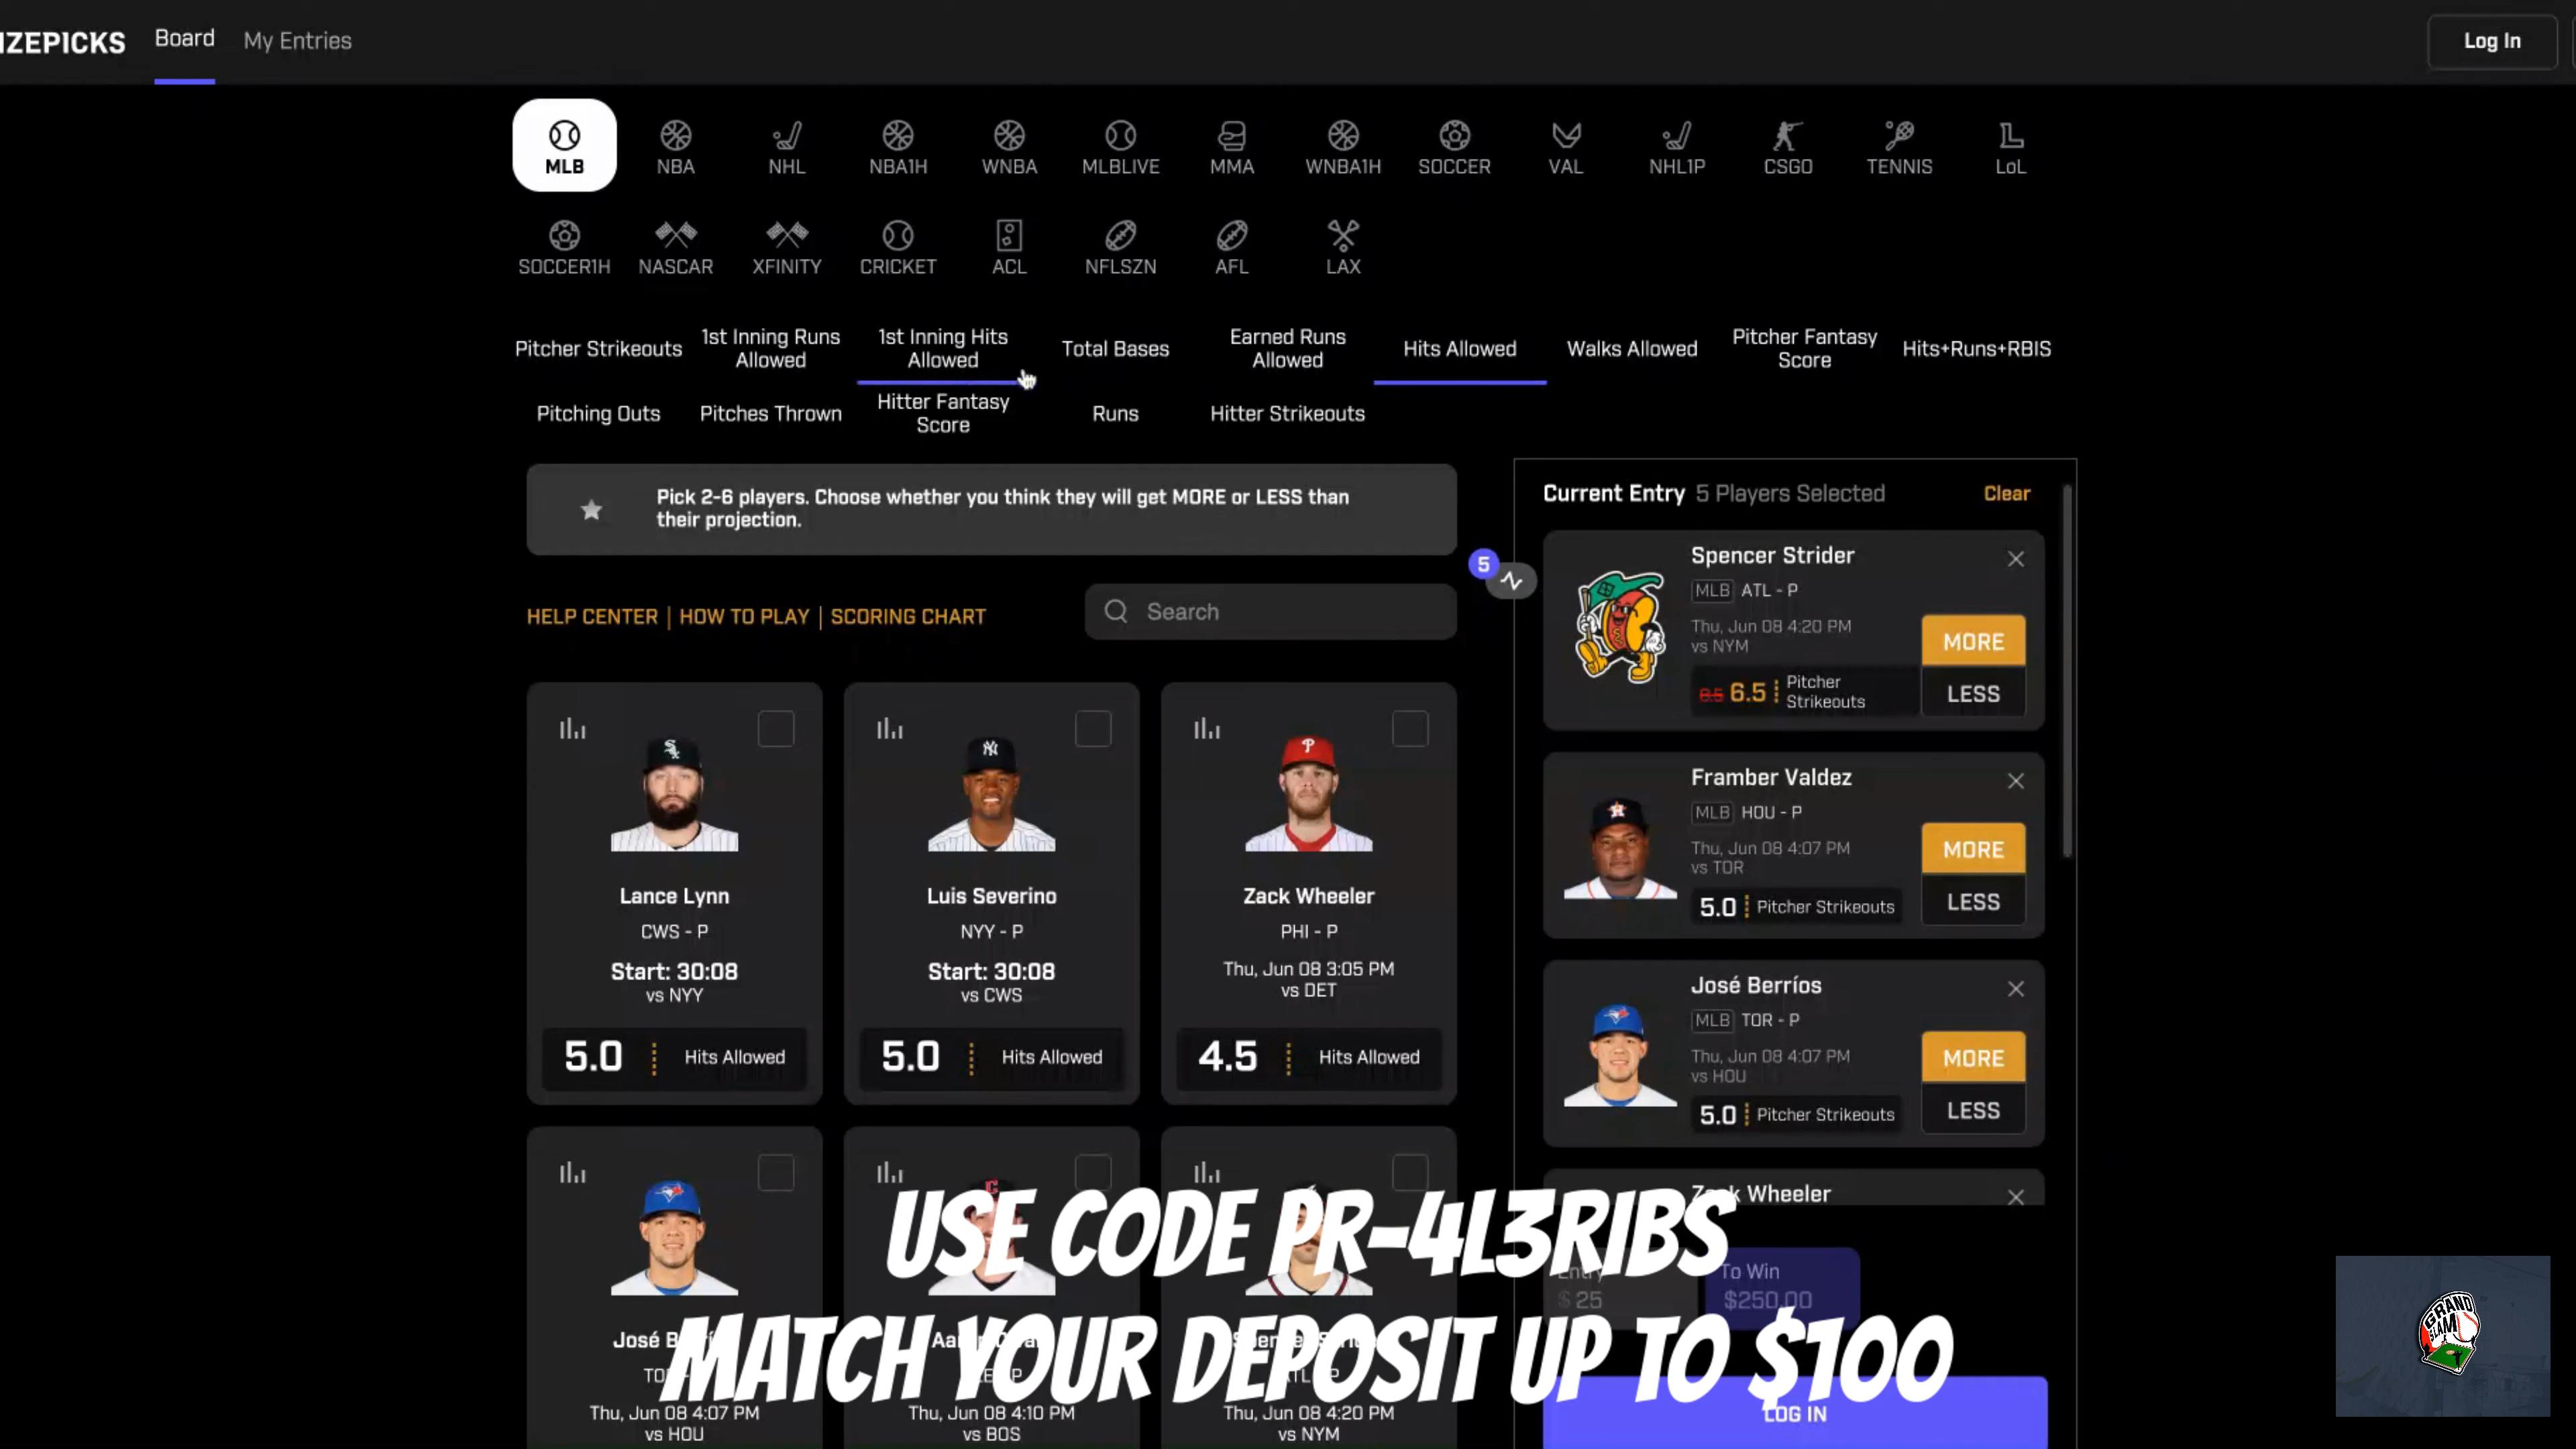 IZEPICKS Board My Entries Log In
MLB NBA NHL NBA1H WNBA MLBLIVE MMA WNBA1H SOCCER VAL NHL1P CSGO TENNIS LoL
SOCCER1H NASCAR XFINITY CRICKET ACL NFLSZN AFL LAX
Pitcher Strikeouts
1st Inning Runs
Allowed
1st Inning Hits
Allowed
Total Bases
Earned Runs
Allowed
Hits Allowed
Walks Allowed
Pitcher Fantasy
Score
Hits+Runs+RBIS
Pitching Outs
Pitches Thrown
Hitter Fantasy
Score
Runs
Hitter Strikeouts
Pick 2-6 players. Choose whether you think they will get MORE or LESS than
their projection.
HELP CENTER | HOW TO PLAY | SCORING CHART
Search
Lance Lynn
CWS - P
Start: 30:08
vs NYY
5.0 Hits Allowed
Luis Severino
NYY - P
Start: 30:08
vs CWS
5.0 Hits Allowed
Zack Wheeler
PHI - P
Thu, Jun 08 3:05 PM
vs DET
4.5 Hits Allowed
Thu, Jun 08 4:07 PM
vs HOU
Thu, Jun 08 4:10 PM
vs BOS
Thu, Jun 08 4:20 PM
vs NYM
Current Entry 5 Players Selected Clear
5
Spencer Strider
MLB ATL - P
Thu, Jun 08 4:20 PM
vs NYM
MORE
6.5 Pitcher
Strikeouts
LESS
Framber Valdez
MLB HOU - P
Thu, Jun 08 4:07 PM
vs TOR
MORE
5.0 Pitcher Strikeouts
LESS
José Berríos
MLB TOR - P
Thu, Jun 08 4:07 PM
vs HOU
MORE
5.0 Pitcher Strikeouts
LESS
Zack Wheeler
Entry
$ 25
To Win
$250.00
LOG IN
USE CODE PR-4L3RIBS
MATCH YOUR DEPOSIT UP TO $100
GRAND
SLAM